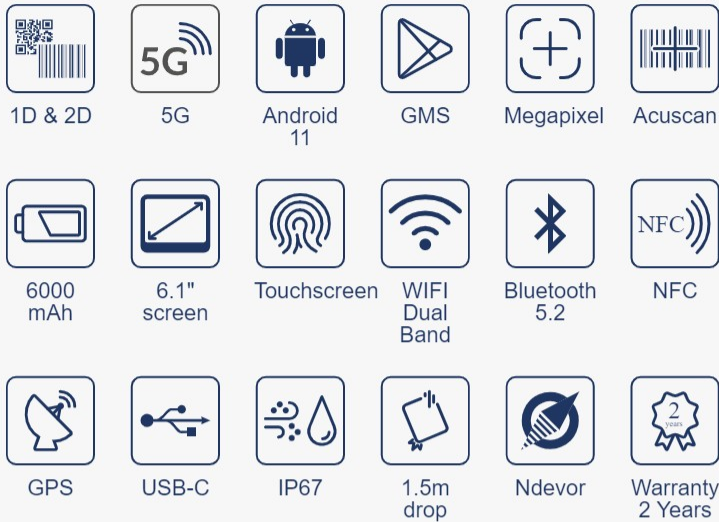 5G
1D & 2D
5G
Android
11
GMS
Megapixel
Acuscan
NFC
6000
mAh
6.1"
screen
Touchscreen
WIFI
Dual
Band
Bluetooth
5.2
NFC
2
years
GPS
USB-C
IP67
1.5m
drop
Ndevor
Warranty
2 Years